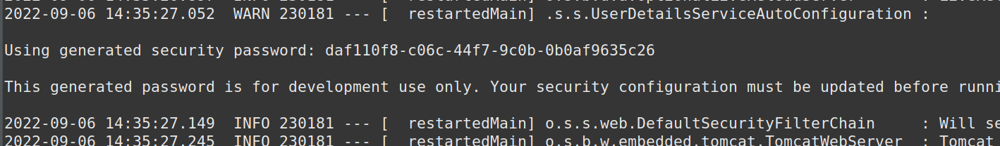 2022-09-06 14:35:27.052  WARN 230181 --- [  restartedMain] .s.s.UserDetailsServiceAutoConfiguration :
Using generated security password: daf110f8-c06c-44f7-9c0b-0b0af9635c26
This generated password is for development use only. Your security configuration must be updated before runni
2022-09-06 14:35:27.149  INFO 230181 --- [  restartedMain] o.s.s.web.DefaultSecurityFilterChain     : Will se
2022-09-06 14:35:27.245  INFO 230181 --- [  restartedMain] o.s.b.w.embedded.tomcat.TomcatWebServer  : Tomcat